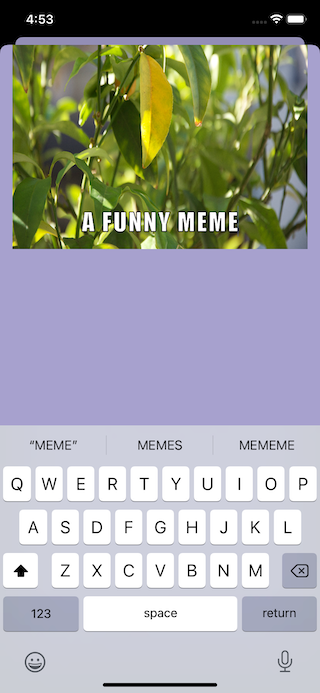 4:53
A FUNNY MEME
“MEME” MEMES MEMEME
Q W E R T Y U I O P
A S D F G H J K L
Z X C V B N M
123 space return